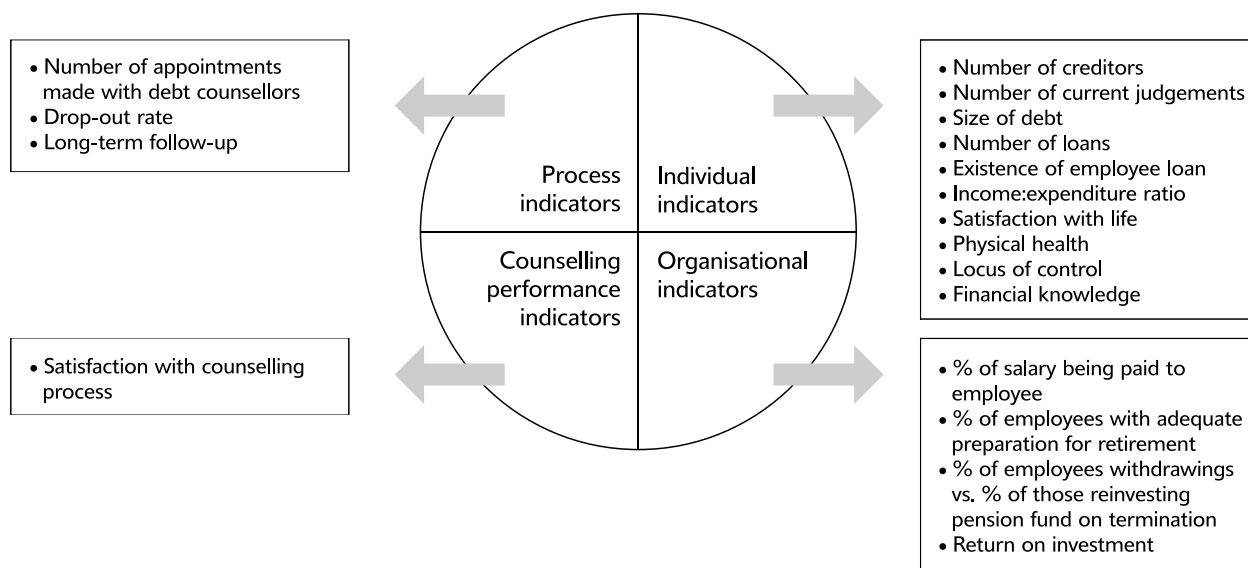 • Number of appointments
made with debt counsellors
• Drop-out rate
• Long-term follow-up
Process
indicators
Individual
indicators
• Number of creditors
• Number of current judgements
• Size of debt
• Number of loans
• Existence of employee loan
• Income:expenditure ratio
• Satisfaction with life
• Physical health
• Locus of control
• Financial knowledge
Counselling
performance
indicators
Organisational
indicators
• Satisfaction with counselling
process
• % of salary being paid to
employee
• % of employees with adequate
preparation for retirement
• % of employees withdrawings
vs. % of those reinvesting
pension fund on termination
• Return on investment